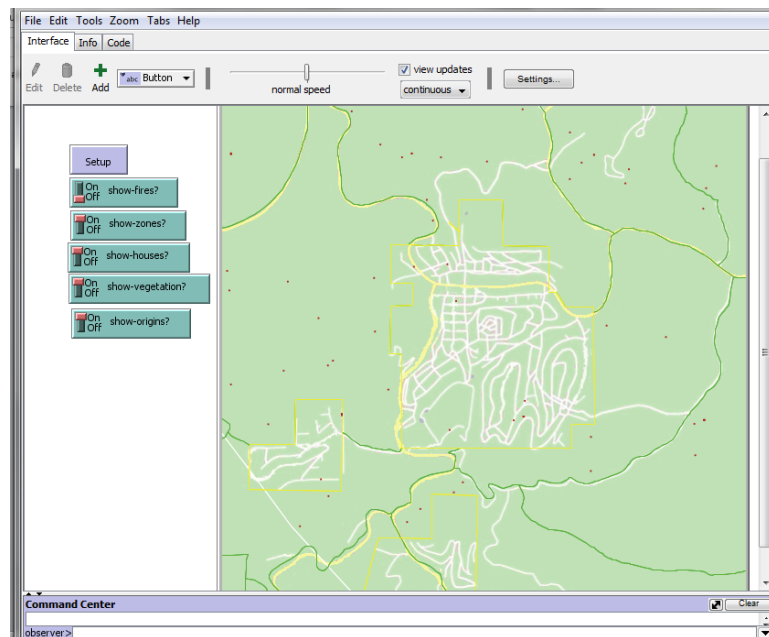 File Edit Tools Zoom Tabs Help
Interface Info Code
Edit Delete Add abc Button normal speed view updates continuous Settings...
Setup
On Off show-fires?
On Off show-zones?
On Off show-houses?
On Off show-vegetation?
On Off show-origins?
Command Center Clear
observer>